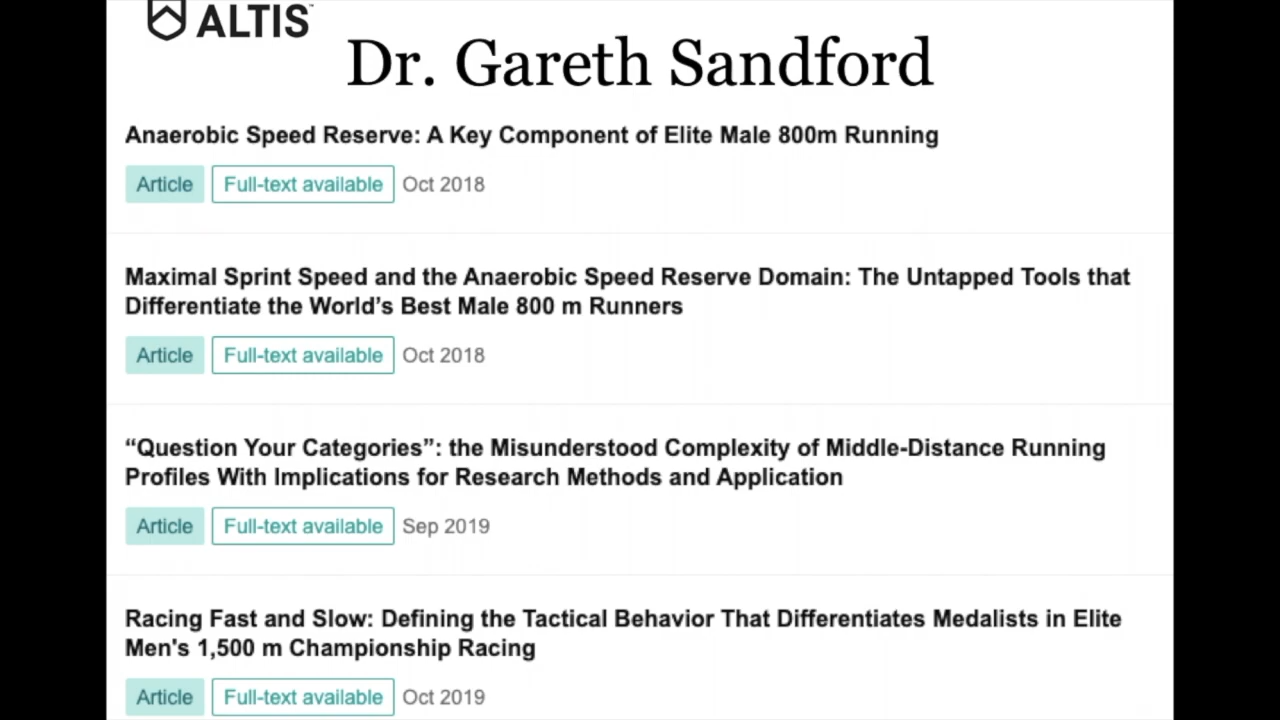 ALTIS™
Dr. Gareth Sandford
Anaerobic Speed Reserve: A Key Component of Elite Male 800m Running
Article Full-text available Oct 2018
Maximal Sprint Speed and the Anaerobic Speed Reserve Domain: The Untapped Tools that
Differentiate the World’s Best Male 800 m Runners
Article Full-text available Oct 2018
“Question Your Categories”: the Misunderstood Complexity of Middle-Distance Running
Profiles With Implications for Research Methods and Application
Article Full-text available Sep 2019
Racing Fast and Slow: Defining the Tactical Behavior That Differentiates Medalists in Elite
Men's 1,500 m Championship Racing
Article Full-text available Oct 2019